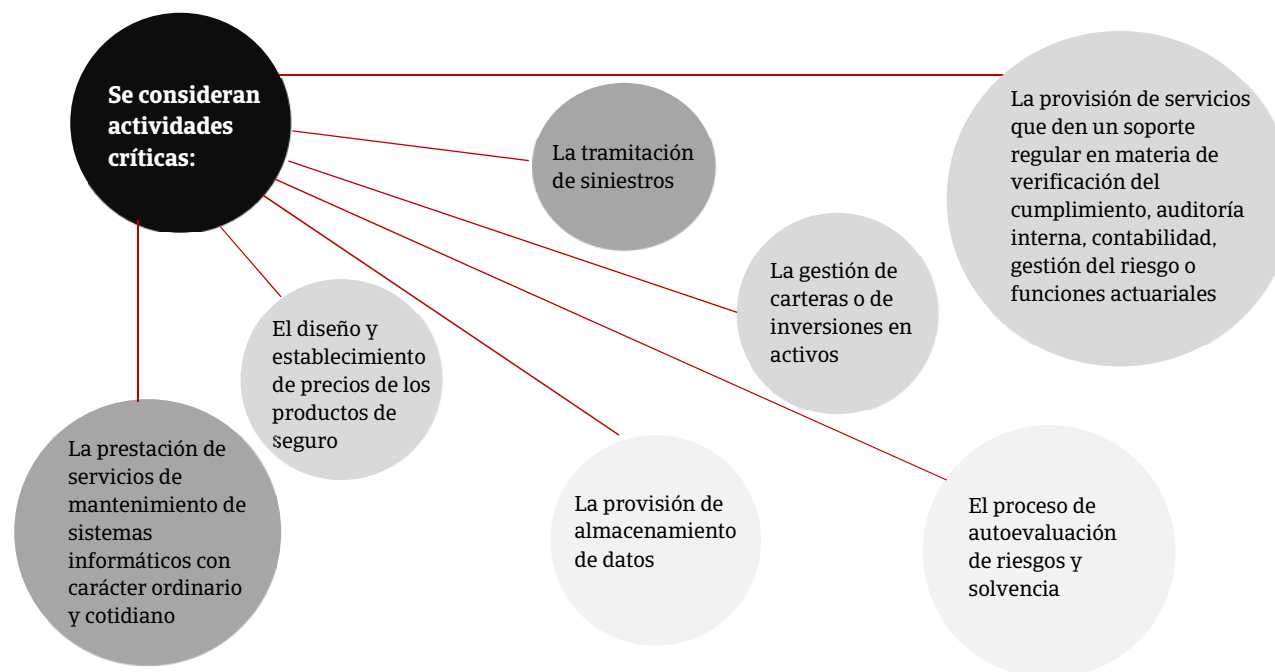 Se consideran
actividades
críticas:
La provisión de servicios
que den un soporte
regular en materia de
verificación del
cumplimiento, auditoría
interna, contabilidad,
gestión del riesgo o
funciones actuariales
La tramitación
de siniestros
La gestión de
carteras o de
inversiones en
activos
El diseño y
establecimiento
de precios de los
productos de
seguro
La prestación de
servicios de
mantenimiento de
sistemas
informáticos con
carácter ordinario
y cotidiano
La provisión de
almacenamiento
de datos
El proceso de
autoevaluación
de riesgos y
solvencia